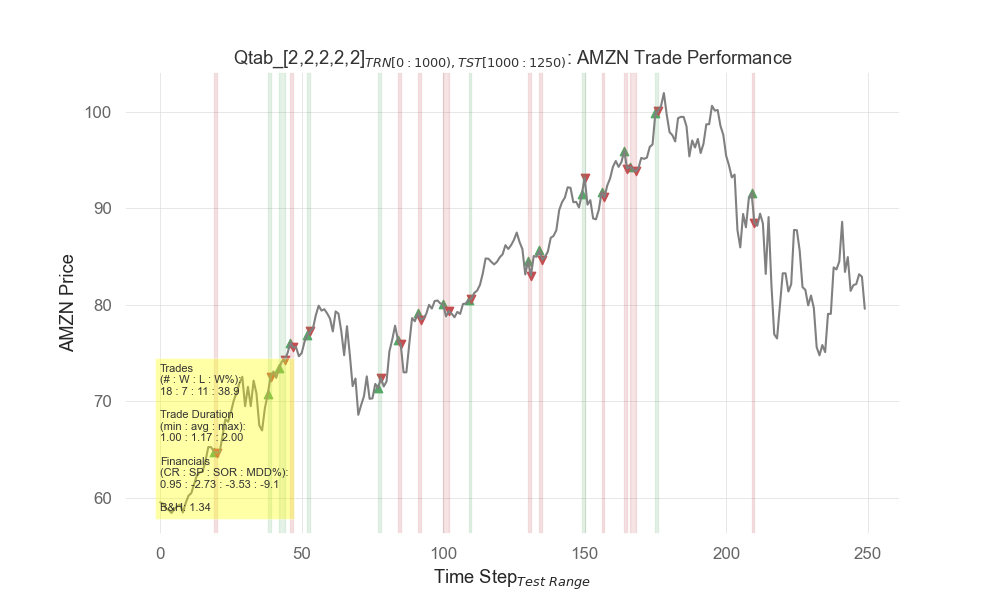 Qtab_[2,2,2,2,2]TRN[0 : 1000), TST[1000 : 1250): AMZN Trade Performance
100
90
80
70
60
AMZN Price
Trades
(# : W : L : W%):
18 : 7 : 11 : 38.9
Trade Duration
(min : avg : max):
1.00 : 1.17 : 2.00
Financials
(CR : SP : SOR : MDD%):
0.95 : -2.73 : -3.53 : -9.1
B&H: 1.34
0 50 100 150 200 250
Time StepTest Range